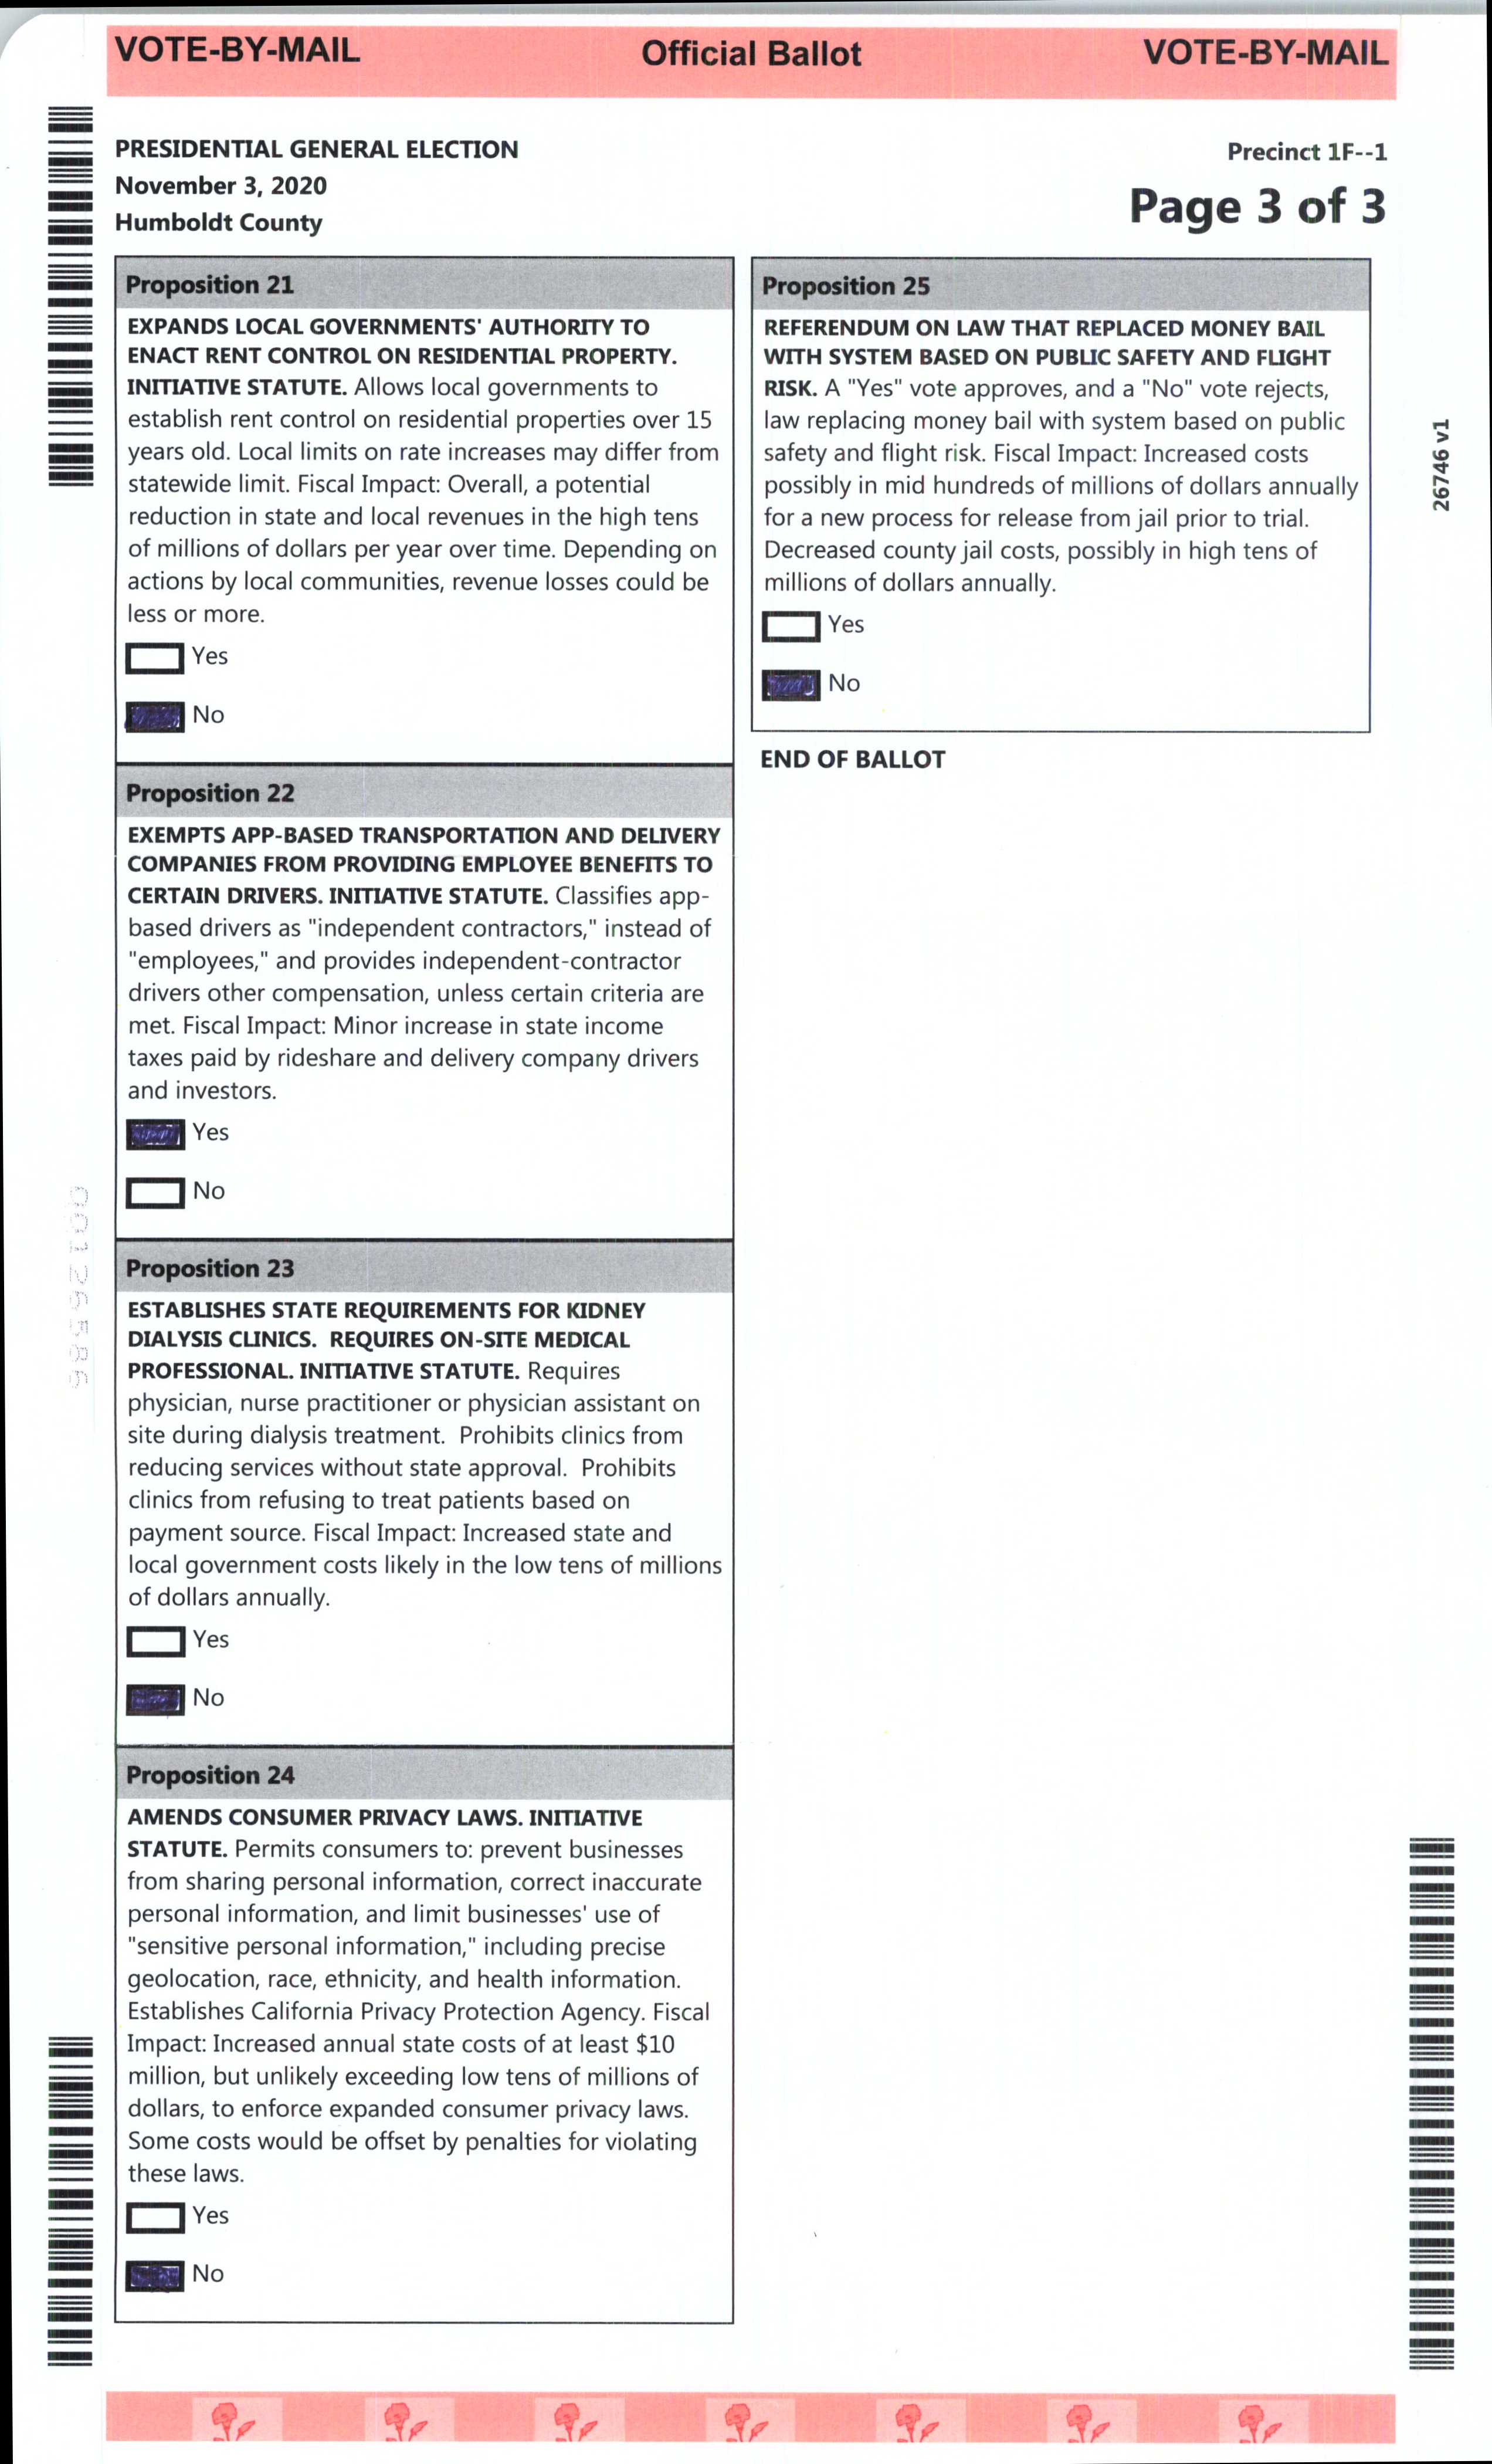 VOTE-BY-MAIL Official Ballot VOTE-BY-MAIL
PRESIDENTIAL GENERAL ELECTION
November 3, 2020
Humboldt County
Precinct 1F--1
Page 3 of 3
Proposition 21
EXPANDS LOCAL GOVERNMENTS' AUTHORITY TO
ENACT RENT CONTROL ON RESIDENTIAL PROPERTY.
INITIATIVE STATUTE. Allows local governments to
establish rent control on residential properties over 15
years old. Local limits on rate increases may differ from
statewide limit. Fiscal Impact: Overall, a potential
reduction in state and local revenues in the high tens
of millions of dollars per year over time. Depending on
actions by local communities, revenue losses could be
less or more.
Yes
No
Proposition 22
EXEMPTS APP-BASED TRANSPORTATION AND DELIVERY
COMPANIES FROM PROVIDING EMPLOYEE BENEFITS TO
CERTAIN DRIVERS. INITIATIVE STATUTE. Classifies app-
based drivers as "independent contractors," instead of
"employees," and provides independent-contractor
drivers other compensation, unless certain criteria are
met. Fiscal Impact: Minor increase in state income
taxes paid by rideshare and delivery company drivers
and investors.
Yes
No
Proposition 23
ESTABLISHES STATE REQUIREMENTS FOR KIDNEY
DIALYSIS CLINICS.  REQUIRES ON-SITE MEDICAL
PROFESSIONAL. INITIATIVE STATUTE. Requires
physician, nurse practitioner or physician assistant on
site during dialysis treatment.  Prohibits clinics from
reducing services without state approval.  Prohibits
clinics from refusing to treat patients based on
payment source. Fiscal Impact: Increased state and
local government costs likely in the low tens of millions
of dollars annually.
Yes
No
Proposition 24
AMENDS CONSUMER PRIVACY LAWS. INITIATIVE
STATUTE. Permits consumers to: prevent businesses
from sharing personal information, correct inaccurate
personal information, and limit businesses' use of
"sensitive personal information," including precise
geolocation, race, ethnicity, and health information.
Establishes California Privacy Protection Agency. Fiscal
Impact: Increased annual state costs of at least $10
million, but unlikely exceeding low tens of millions of
dollars, to enforce expanded consumer privacy laws.
Some costs would be offset by penalties for violating
these laws.
Yes
No
Proposition 25
REFERENDUM ON LAW THAT REPLACED MONEY BAIL
WITH SYSTEM BASED ON PUBLIC SAFETY AND FLIGHT
RISK. A "Yes" vote approves, and a "No" vote rejects,
law replacing money bail with system based on public
safety and flight risk. Fiscal Impact: Increased costs
possibly in mid hundreds of millions of dollars annually
for a new process for release from jail prior to trial.
Decreased county jail costs, possibly in high tens of
millions of dollars annually.
Yes
No
END OF BALLOT
26746 v1